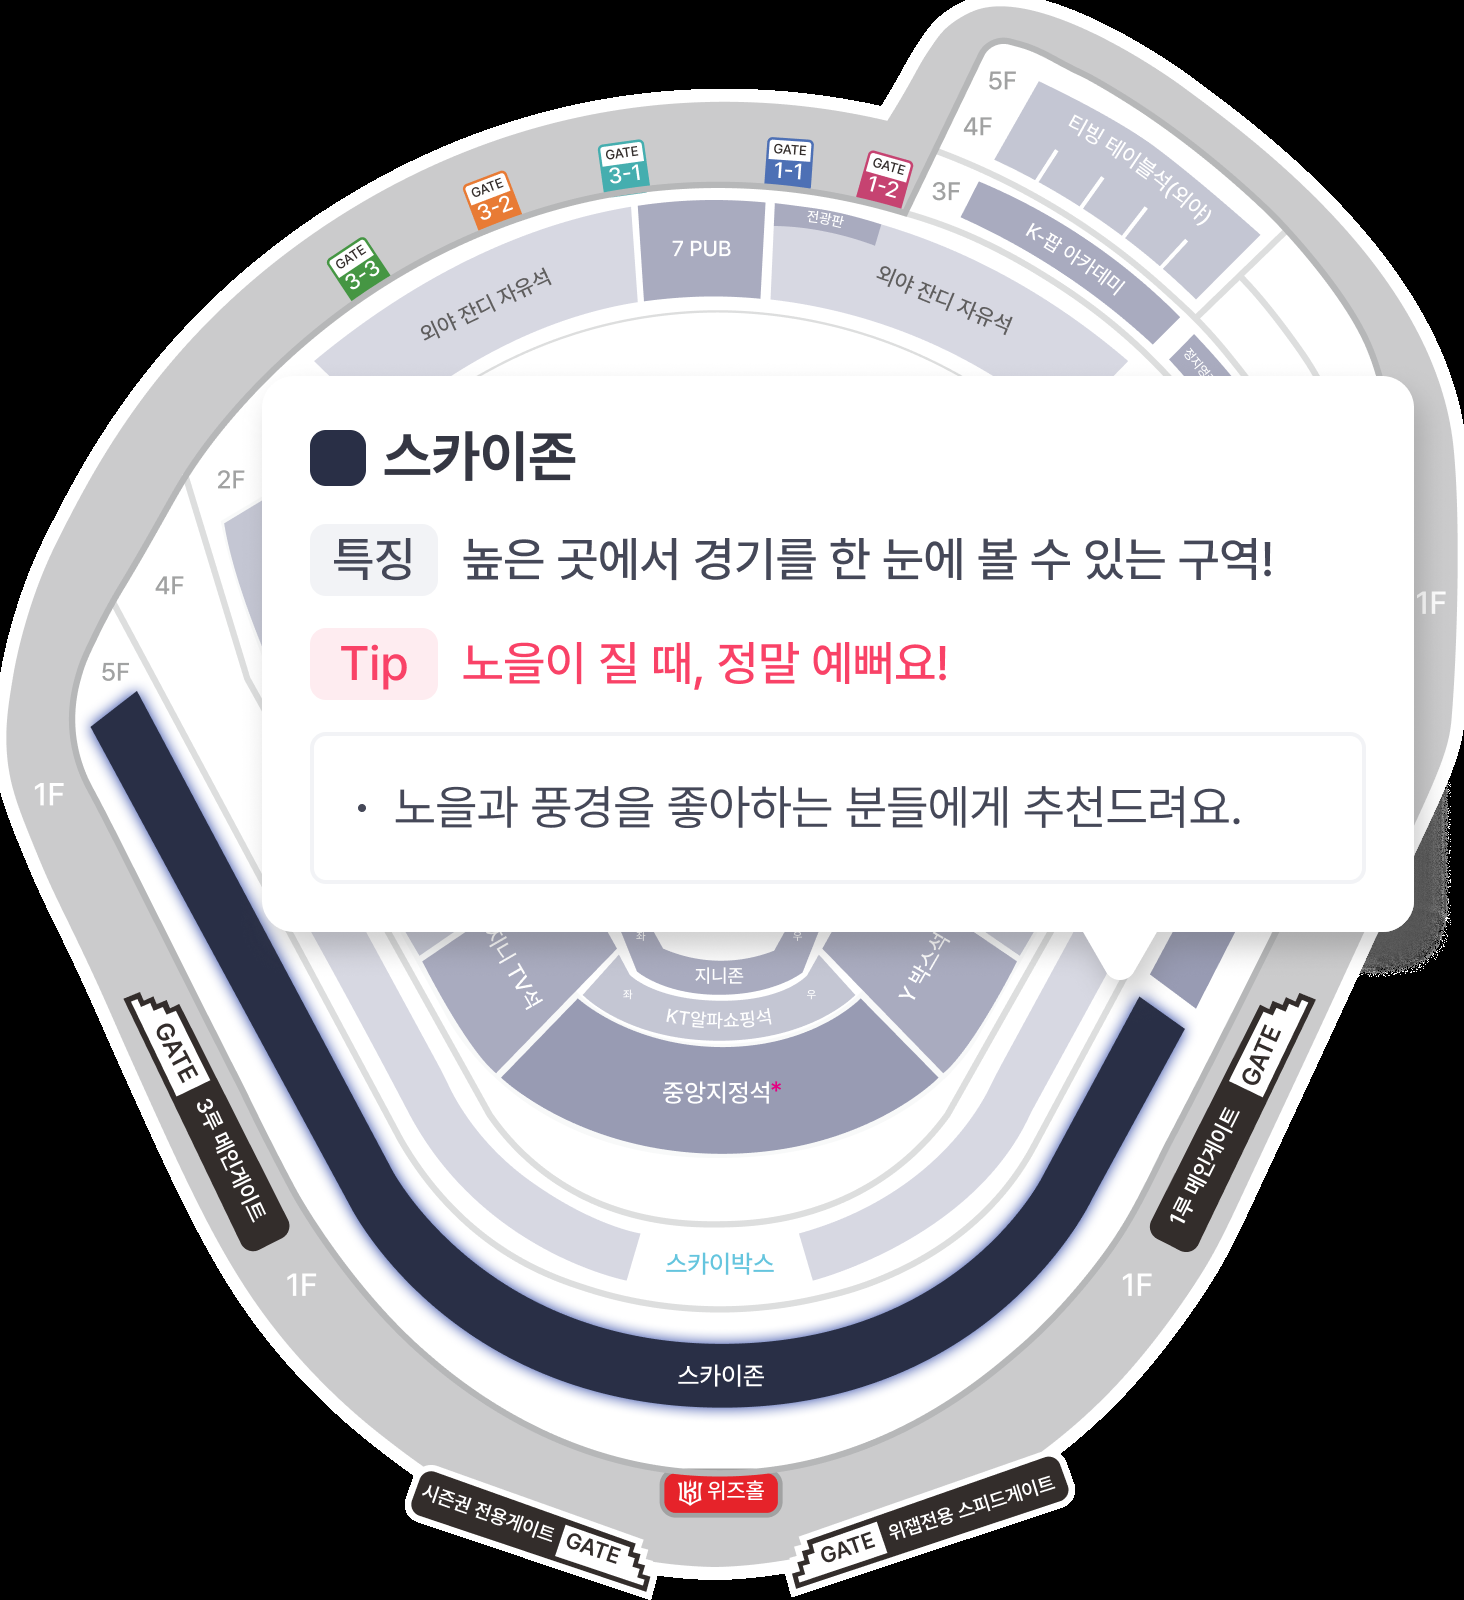 5F
티빙 테이블석(외야)
4F
3F
K-팝 아카데미
GATE
3-1
GATE
1-1
GATE
1-2
GATE
3-2
GATE
3-3
전광판
7 PUB
외야 잔디 자유석
외야 잔디 자유석
2F
4F
5F
1F
1F
스카이존
특징 높은 곳에서 경기를 한 눈에 볼 수 있는 구역!
Tip 노을이 질 때, 정말 예뻐요!
• 노을과 풍경을 좋아하는 분들에게 추천드려요.
좌
우
지니존
지니 TV석
Y 박스석
좌
우
KT알파쇼핑석
중앙지정석*
GATE
3루 메인게이트
GATE
1루 메인게이트
스카이박스
1F
1F
스카이존
위즈홀
시즌권 전용게이트 GATE
GATE 위잽전용 스피드게이트